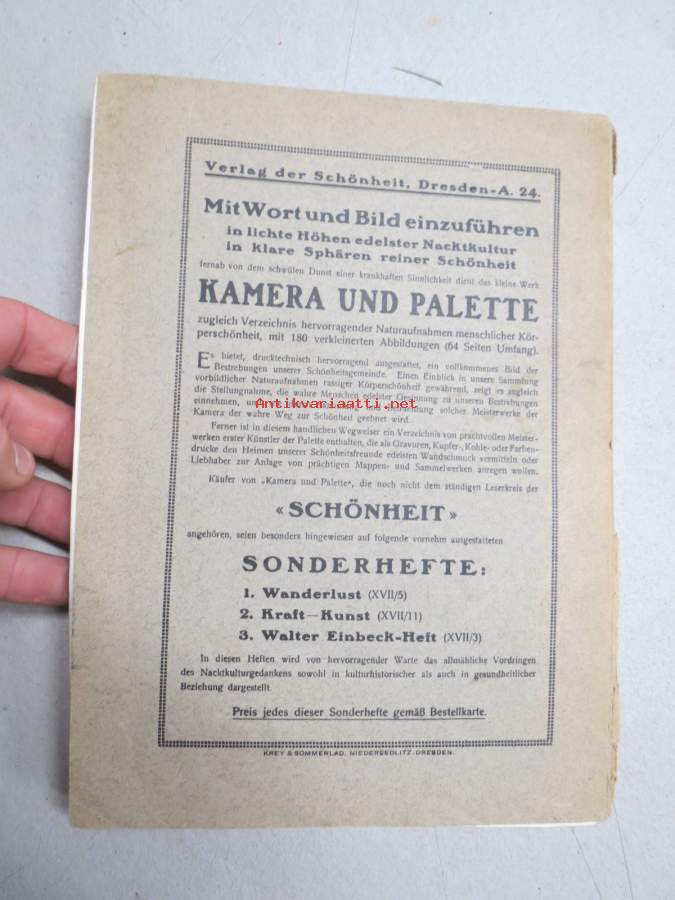 Verlag der Schönheit, Dresden-A. 24.
Mit Wort und Bild einzuführen
in lichte Höhen edelster Nacktkultur
in klare Sphären reiner Schönheit
fernab von dem schwülen Dunst einer krankhaften Sinnlichkeit dient das kleine Werk
KAMERA UND PALETTE
zugleich Verzeichnis hervorragender Naturaufnahmen menschlicher Kör-
perschönheit, mit 180 verkleinerten Abbildungen (64 Seiten Umfang).
Es bietet, drucktechnisch hervorragend ausgestattet, ein vollkommenes Bild der
Bestrebungen unserer Schönheitsgemeinde. Einen Einblick in unsere Sammlung
vorbildlicher Naturaufnahmen rassiger Körperschönheit gewährend, zeigt es zugleich
die Stellungnahme, die wahre Menschen edelster Gesinnung zu unseren Bestrebungen
einnehmen, solches Meisterwerke der
Kamera der wahre Weg zur Schönheit geebnet wird.
Antikvariaatti.net
Ferner ist in diesem handlichen Wegweiser ein Verzeichnis von prachtvollen Meister-
werken erster Künstler der Palette enthalten, die als Gravuren, Kupfer-, Kohle- oder Farben-
drucke den Heimen unserer Schönheitsfreunde edelsten Wandschmuck vermitteln oder
Liebhaber zur Anlage von prächtigen Mappen- und Sammelwerken anregen wollen.
Käufer von „Kamera und Palette“, die noch nicht dem ständigen Leserkreis der
« SCHÖNHEIT »
angehören, seien besonders hingewiesen auf folgende vornehm ausgestatteten
SONDERHEFTE:
1. Wanderlust (XVII/5)
2. Kraft—Kunst (XVII/11)
3. Walter Einbeck-Heft (XVII/3)
In diesen Heften wird von hervorragender Warte das allmähliche Vordringen
des Nacktkulturgedankens sowohl in kulturhistorischer als auch in gesundheitlicher
Beziehung dargestellt.
Preis jedes dieser Sonderhefte gemäß Bestellkarte.
KREY & SOMMERLAD, NIEDERSEDLITZ-DRESDEN.